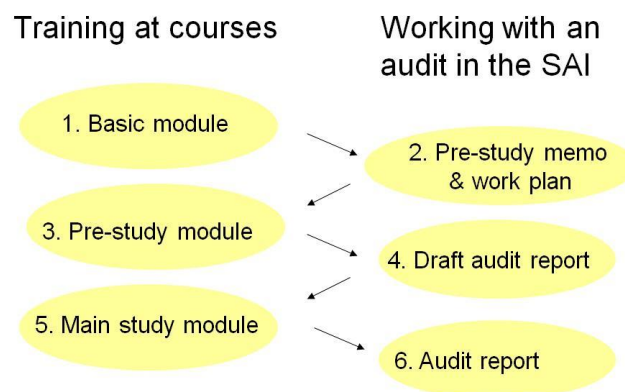 Training at courses
Working with an
audit in the SAI
1. Basic module
2. Pre-study memo
& work plan
3. Pre-study module
4. Draft audit report
5. Main study module
6. Audit report